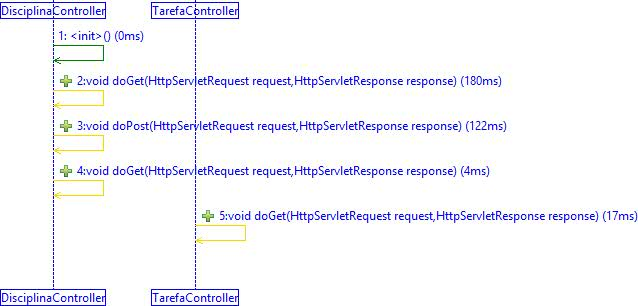 DisciplinaController TarefaController
1: <init>() (0ms)
2:void doGet(HttpServletRequest request,HttpServletResponse response) (180ms)
3:void doPost(HttpServletRequest request,HttpServletResponse response) (122ms)
4:void doGet(HttpServletRequest request,HttpServletResponse response) (4ms)
5:void doGet(HttpServletRequest request,HttpServletResponse response) (17ms)
DisciplinaController TarefaController